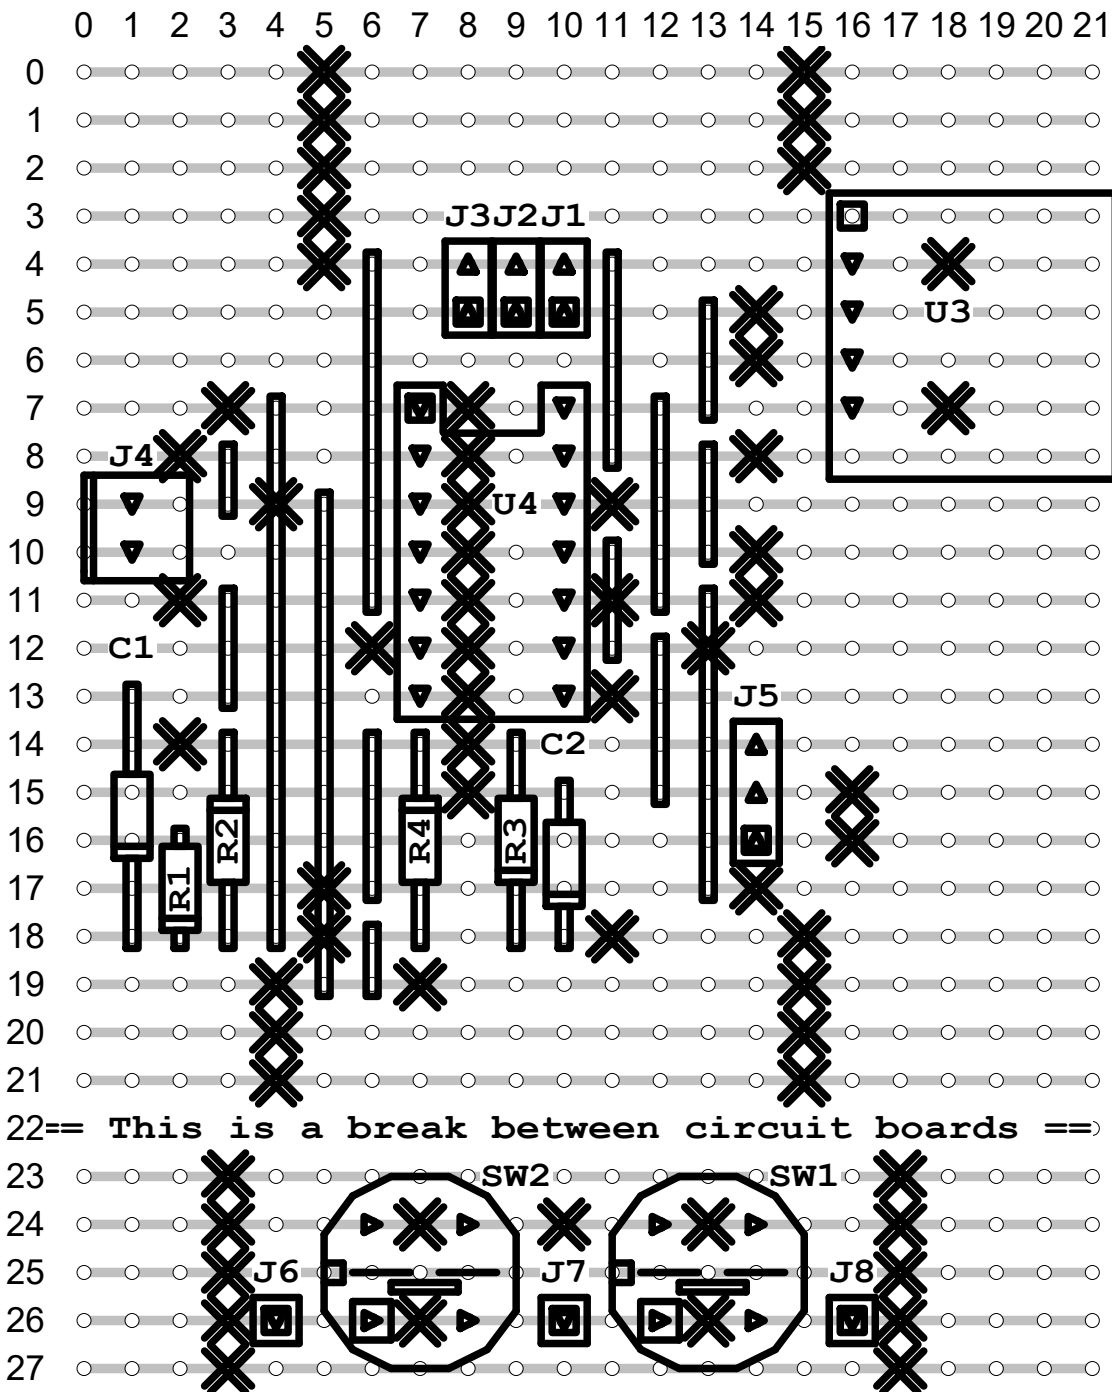 0 1 2 3 4 5 6 7 8 9 10 11 12 13 14 15 16 17 18 19 20 21
0
1
2
3 J3 J2 J1
4
5 U3
6
7
8 J4
9 U4
10
11
12 C1
13 J5
14 C2
15
16 R2 R4 R3
17 R1
18
19
20
21
22== This is a break between circuit boards ==
23 SW2 SW1
24
25 J6 J7 J8
26
27